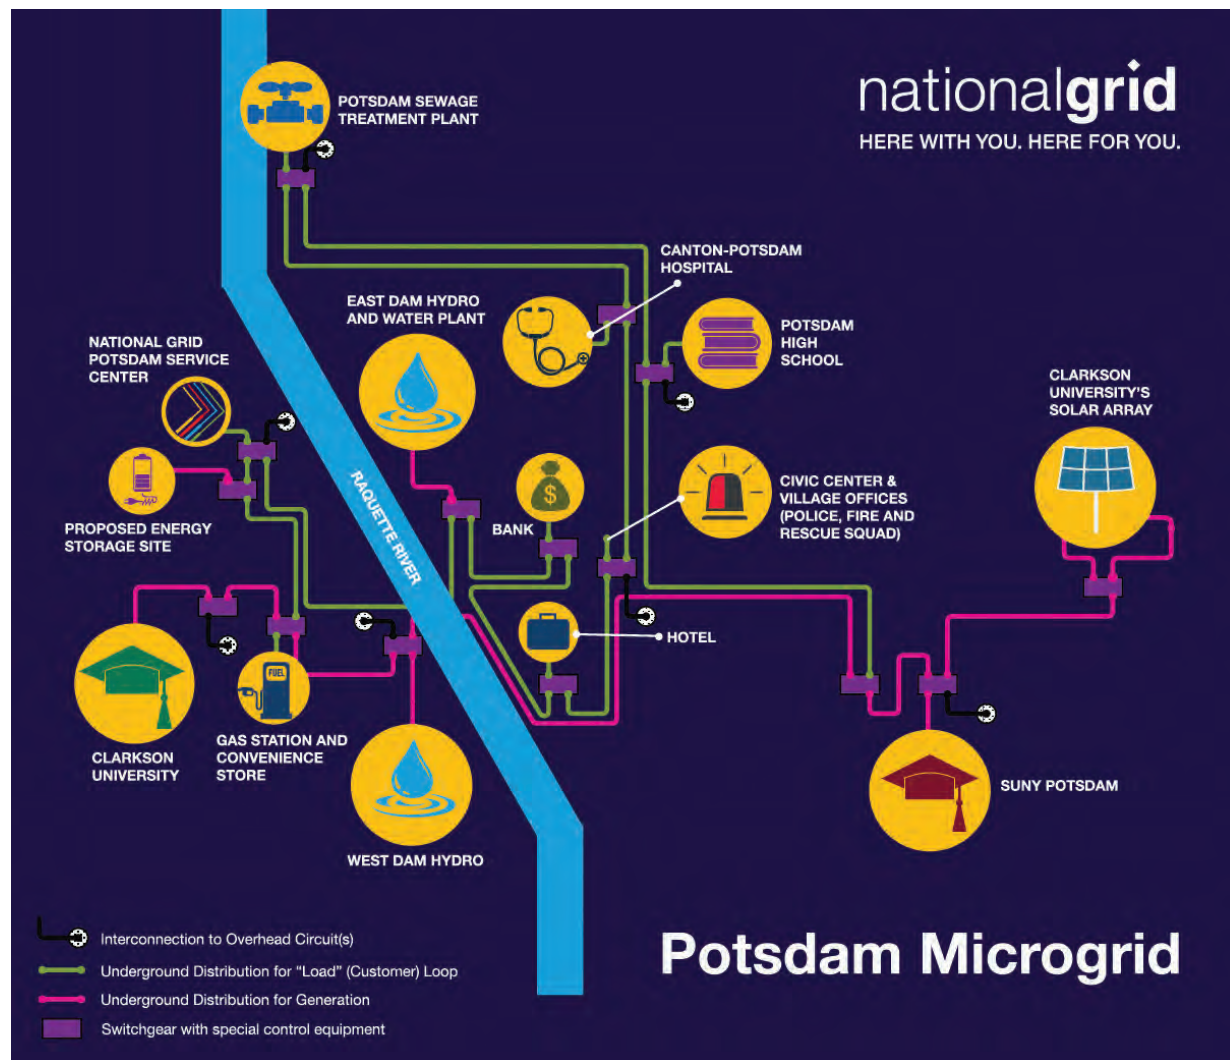 nationalgrid
HERE WITH YOU. HERE FOR YOU.
POTSDAM SEWAGE
TREATMENT PLANT
CANTON-POTSDAM
HOSPITAL
EAST DAM HYDRO
AND WATER PLANT
POTSDAM
HIGH
SCHOOL
NATIONAL GRID
POTSDAM SERVICE
CENTER
CLARKSON
UNIVERSITY'S
SOLAR ARRAY
RAQUETTE RIVER
$
BANK
CIVIC CENTER &
VILLAGE OFFICES
(POLICE, FIRE AND
RESCUE SQUAD)
PROPOSED ENERGY
STORAGE SITE
HOTEL
FUEL
CLARKSON
UNIVERSITY
GAS STATION AND
CONVENIENCE
STORE
WEST DAM HYDRO
SUNY POTSDAM
Interconnection to Overhead Circuit(s)
Underground Distribution for "Load" (Customer) Loop
Underground Distribution for Generation
Switchgear with special control equipment
Potsdam Microgrid